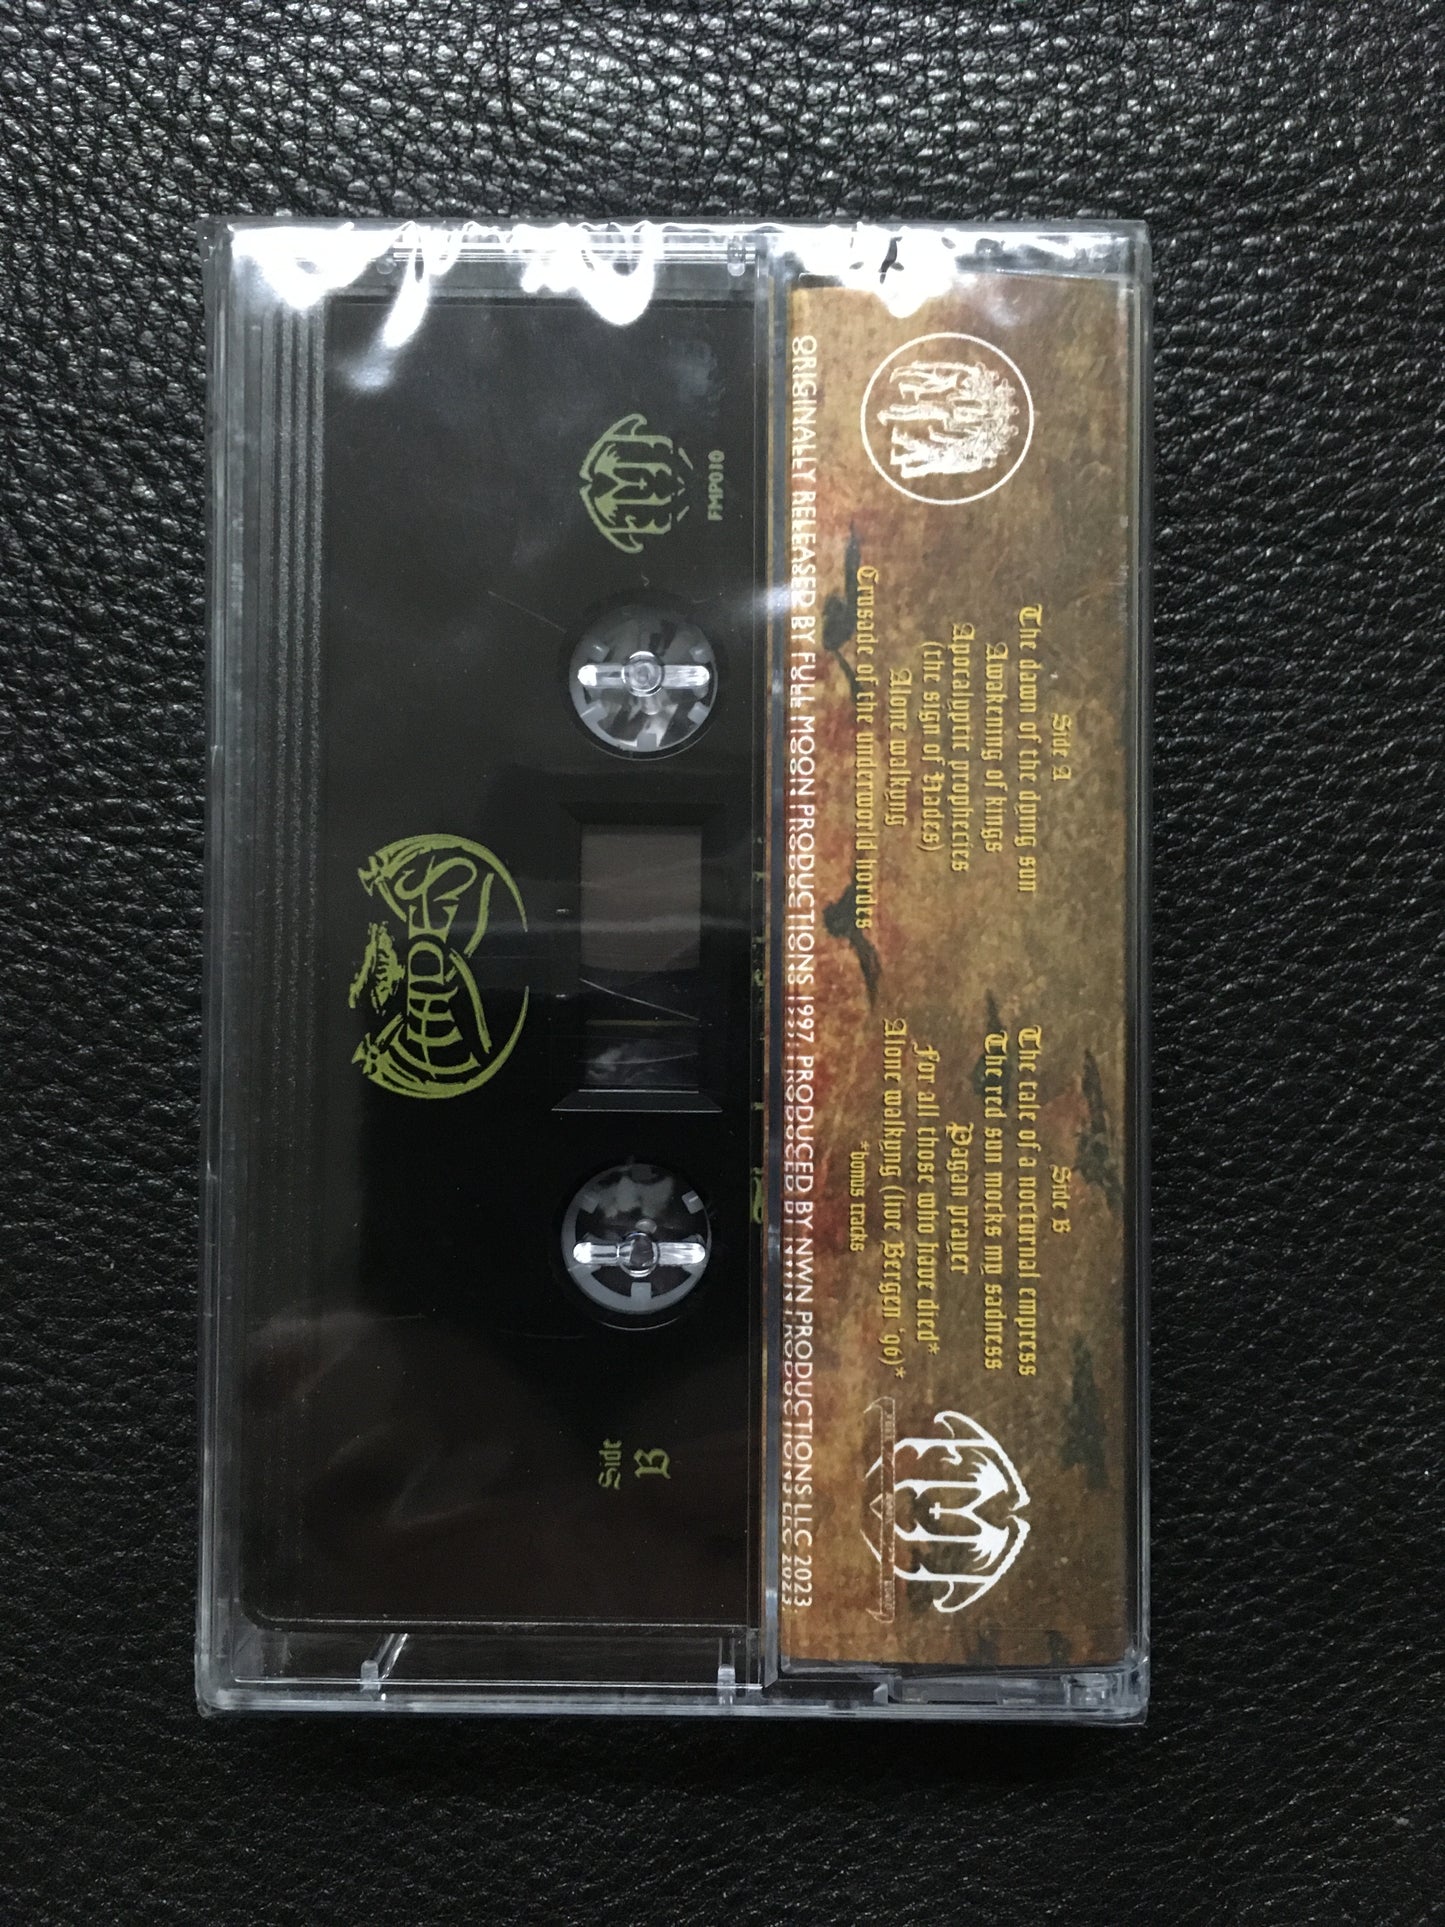 Side A
The dawn of the dying sun
Awakening of kings
Apocalyptic prophecies
(the sign of Hades)
Alone walkyng
Crusade of the underworld hordes
Side B
The tale of a nocturnal empress
The red sun mocks my sadness
Pagan prayer
For all those who have died*
Alone walkyng (live Bergen '96)*
*bonus tracks
ORIGINALLY RELEASED BY FULL MOON PRODUCTIONS 1997, PRODUCED BY NWN PRODUCTIONS LLC 2023
FMP
FMP010
FMP
HADES
Side
B